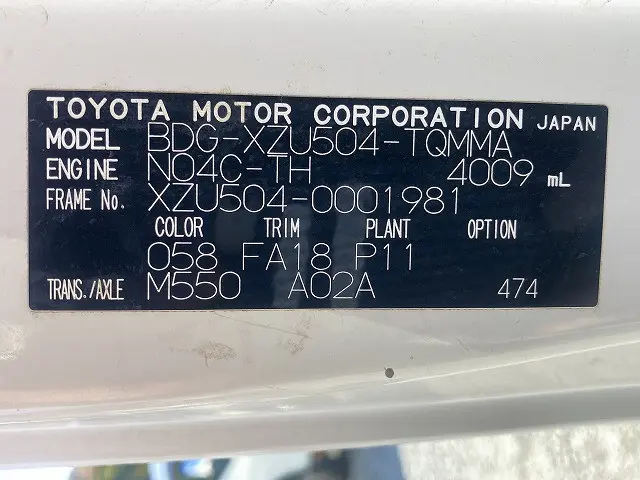 TOYOTA MOTOR CORPORATION JAPAN
MODEL BDG-XZU504-TQMMA
ENGINE N04C-TH 4009 mL
FRAME No. XZU504-0001981
COLOR TRIM PLANT OPTION
058 FA18 P11
TRANS./AXLE M550 A02A 474